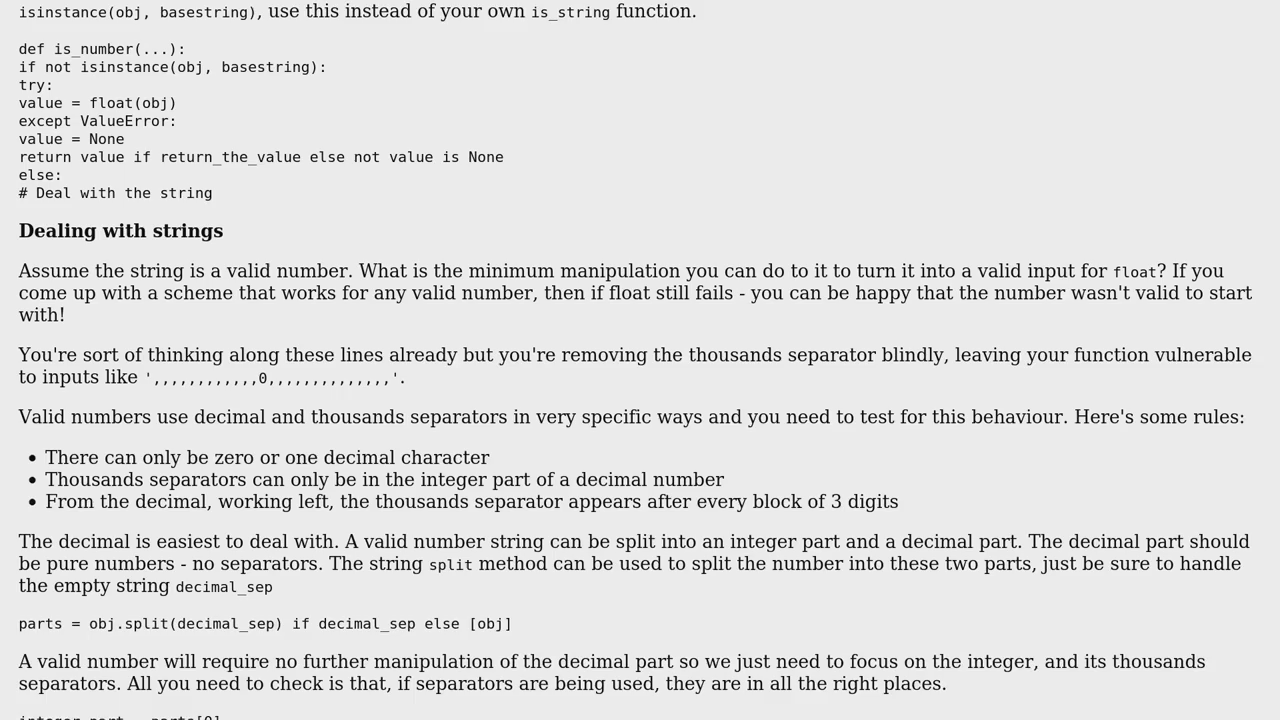 isinstance(obj, basestring), use this instead of your own is_string function.
def is_number(...):
if not isinstance(obj, basestring):
try:
value = float(obj)
except ValueError:
value = None
return value if return_the_value else not value is None
else:
# Deal with the string
Dealing with strings
Assume the string is a valid number. What is the minimum manipulation you can do to it to turn it into a valid input for float? If you
come up with a scheme that works for any valid number, then if float still fails - you can be happy that the number wasn't valid to start
with!
You're sort of thinking along these lines already but you're removing the thousands separator blindly, leaving your function vulnerable
to inputs like ',,,,,,,,,,,,0,,,,,,,,,,,,,,'.
Valid numbers use decimal and thousands separators in very specific ways and you need to test for this behaviour. Here's some rules:
• There can only be zero or one decimal character
• Thousands separators can only be in the integer part of a decimal number
• From the decimal, working left, the thousands separator appears after every block of 3 digits
The decimal is easiest to deal with. A valid number string can be split into an integer part and a decimal part. The decimal part should
be pure numbers - no separators. The string split method can be used to split the number into these two parts, just be sure to handle
the empty string decimal_sep
parts = obj.split(decimal_sep) if decimal_sep else [obj]
A valid number will require no further manipulation of the decimal part so we just need to focus on the integer, and its thousands
separators. All you need to check is that, if separators are being used, they are in all the right places.
integer_part = parts[0]